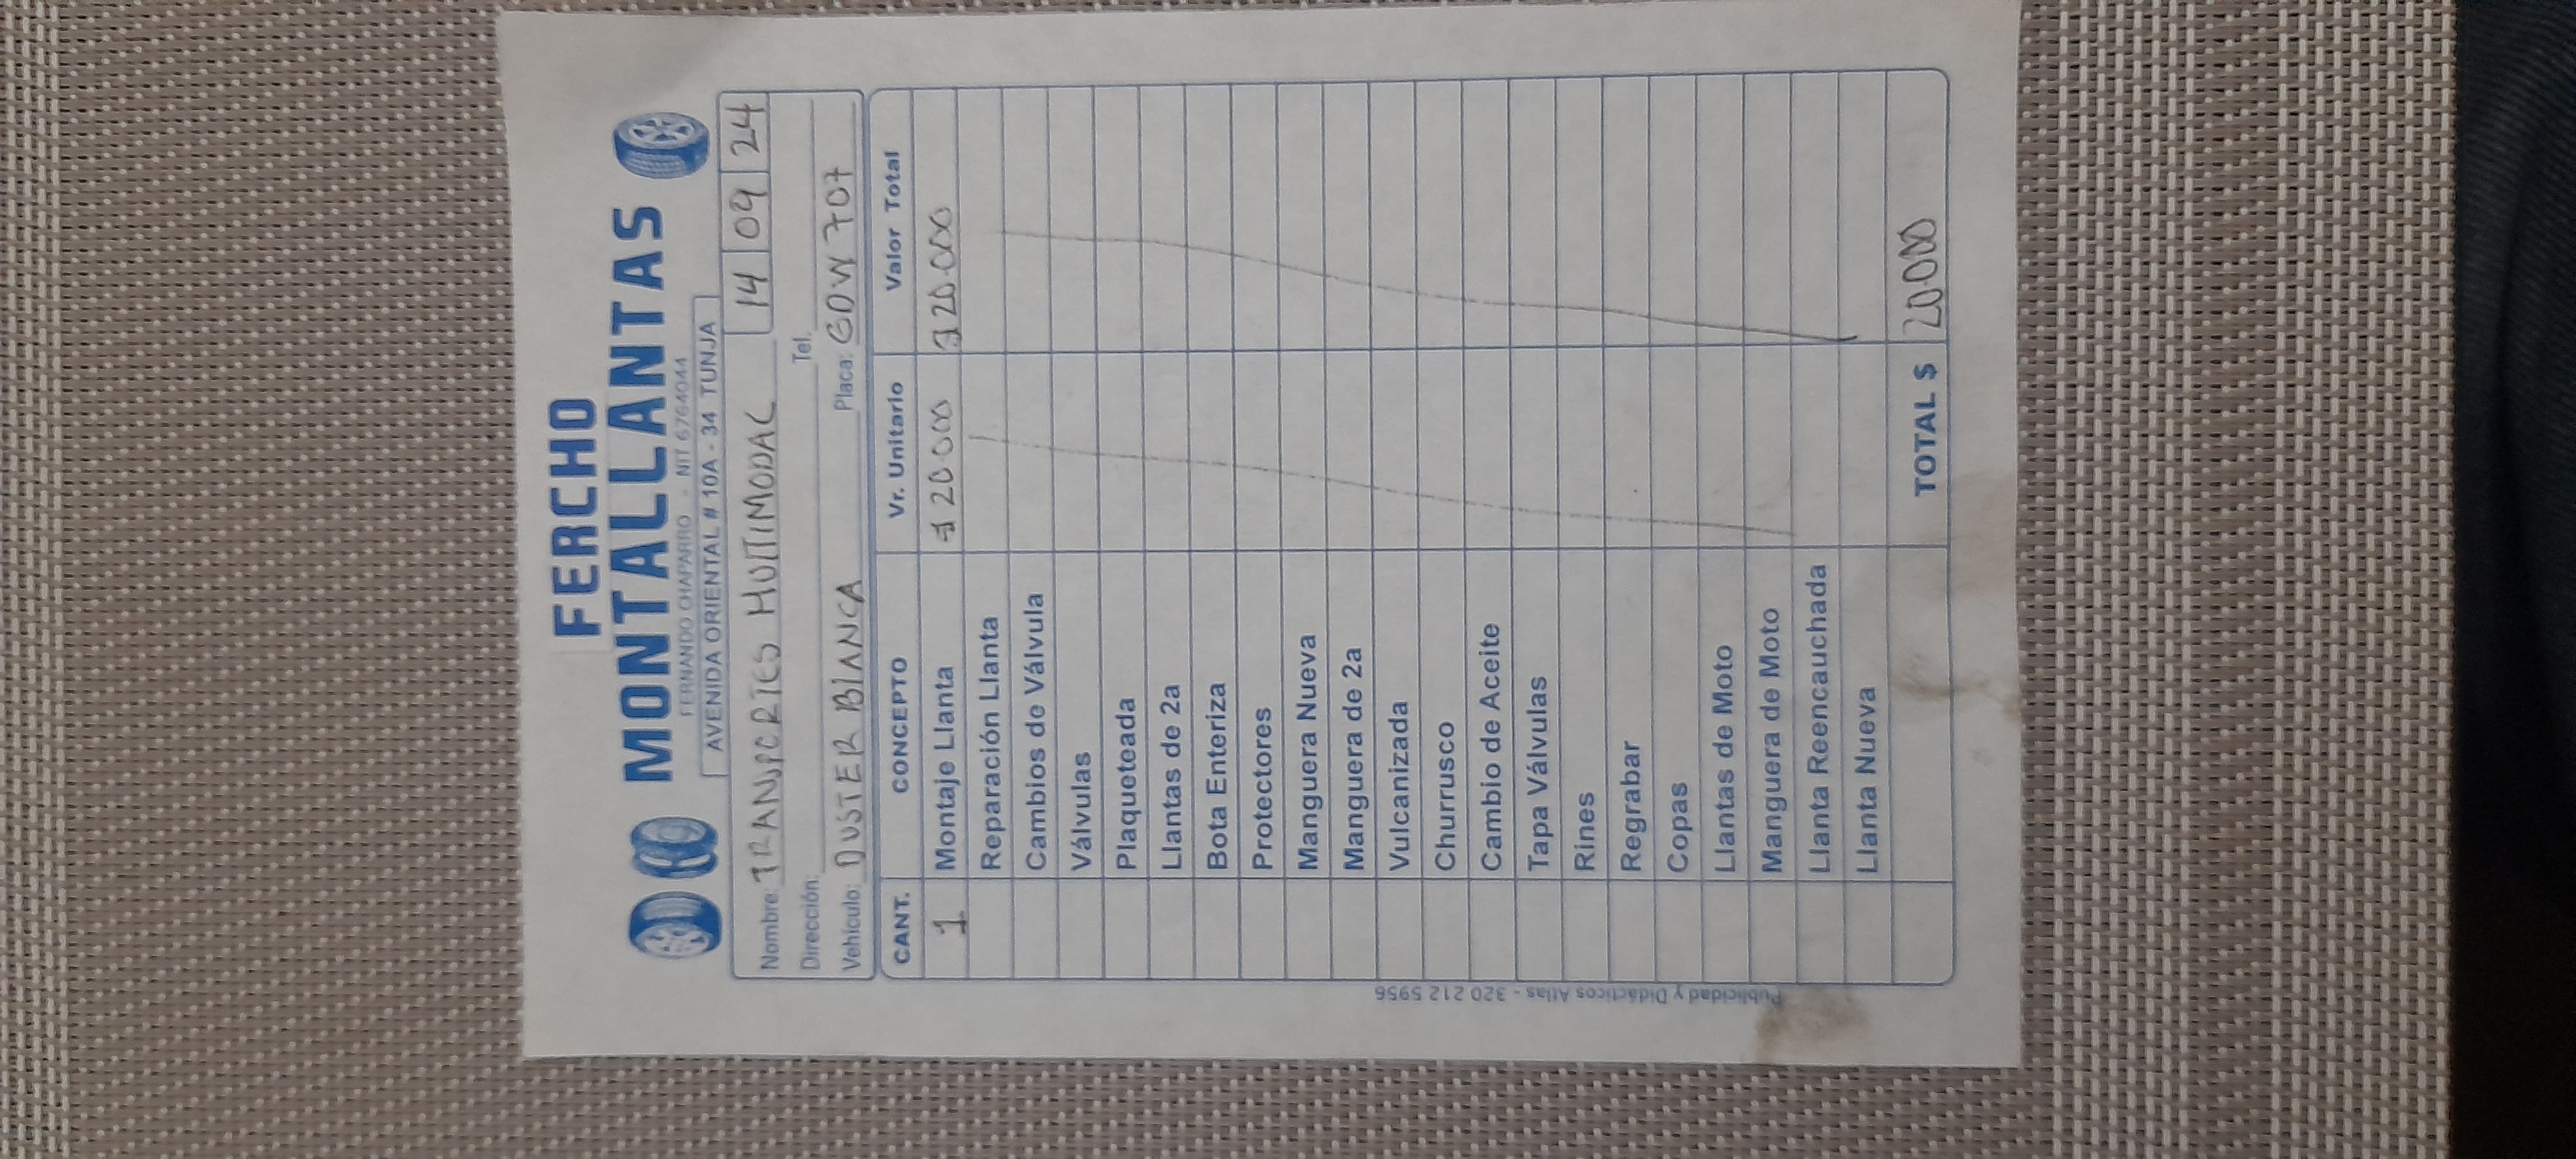 FERCHO
MONTALLANTAS
FERNANDO CHAPARRO - NIT 6764044
AVENIDA ORIENTAL # 10A - 34 TUNJA
Nombre: TRANSPORTES MUTIMODAL 14 09 24
Dirección: Tel.
Vehículo: DUSTER BLANCA Placa: GOW 707
CANT. CONCEPTO Vr. Unitario Valor Total
1 Montaje Llanta $ 20.000 $ 20.000
Reparación Llanta
Cambios de Válvula
Válvulas
Plaqueteada
Llantas de 2a
Bota Enteriza
Protectores
Manguera Nueva
Manguera de 2a
Vulcanizada
Churrusco
Cambio de Aceite
Tapa Válvulas
Rines
Regrabar
Copas
Llantas de Moto
Manguera de Moto
Llanta Reencauchada
Llanta Nueva
TOTAL $ 20.000
Publicidad y Didácticos Atlas - 320 212 5956